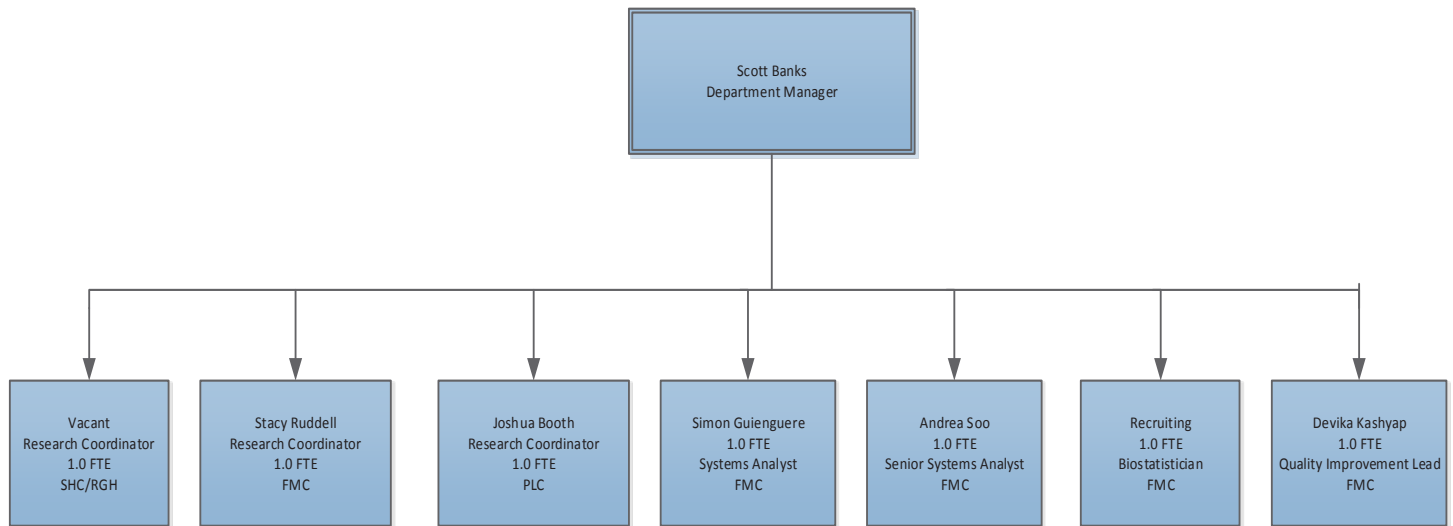 Scott Banks
Department Manager
Vacant
Research Coordinator
1.0 FTE
SHC/RGH
Stacy Ruddell
Research Coordinator
1.0 FTE
FMC
Joshua Booth
Research Coordinator
1.0 FTE
PLC
Simon Guienguere
1.0 FTE
Systems Analyst
FMC
Andrea Soo
1.0 FTE
Senior Systems Analyst
FMC
Recruiting
1.0 FTE
Biostatistician
FMC
Devika Kashyap
1.0 FTE
Quality Improvement Lead
FMC